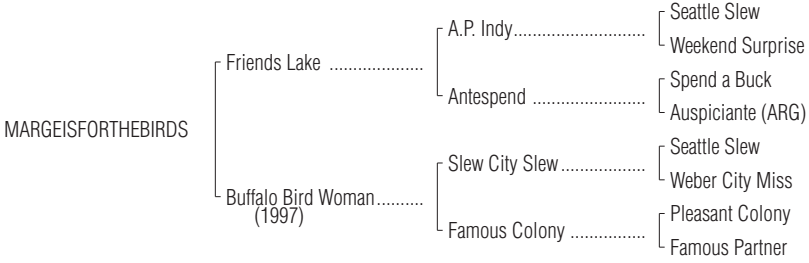 Seattle Slew
A.P. Indy............................
Weekend Surprise
Friends Lake ....................
Spend a Buck
Antespend ........................
Auspiciante (ARG)
MARGEISFORTHEBIRDS
Seattle Slew
Slew City Slew..................
Weber City Miss
Buffalo Bird Woman..........
(1997)
Pleasant Colony
Famous Colony ................
Famous Partner